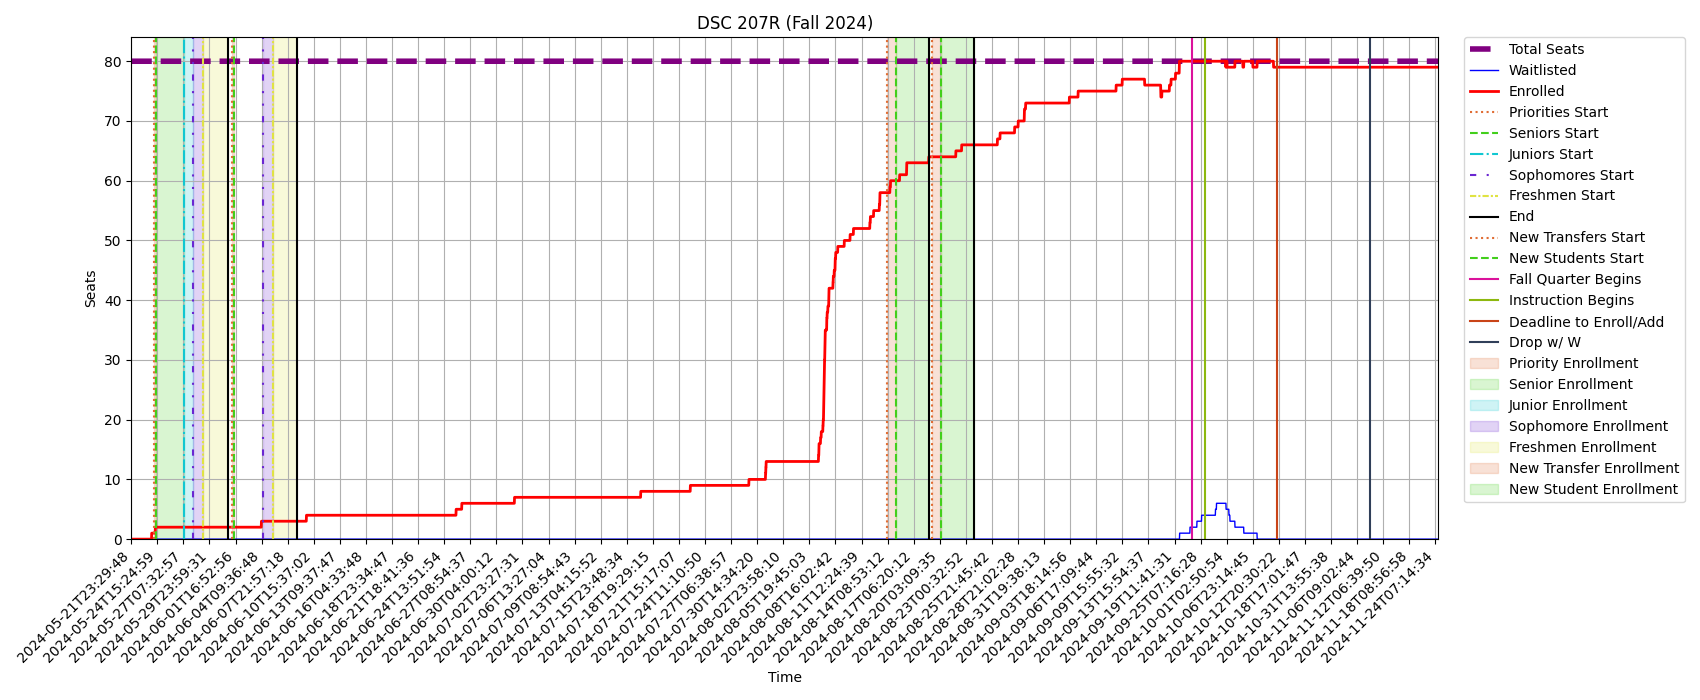 DSC 207R (Fall 2024)
Seats
80
70
60
50
40
30
20
10
0
2024-05-21T23:29:48
2024-05-24T15:24:59
2024-05-27T07:32:57
2024-05-29T23:59:31
2024-06-01T16:52:56
2024-06-04T09:36:48
2024-06-07T21:57:18
2024-06-10T15:37:02
2024-06-13T09:37:47
2024-06-16T04:33:48
2024-06-18T23:34:47
2024-06-21T18:41:36
2024-06-24T13:51:54
2024-06-27T08:54:37
2024-06-30T04:00:12
2024-07-02T23:27:31
2024-07-06T13:27:04
2024-07-09T08:54:43
2024-07-13T04:15:52
2024-07-15T23:48:34
2024-07-18T19:29:15
2024-07-21T15:17:07
2024-07-24T11:10:50
2024-07-27T06:38:57
2024-07-30T14:34:20
2024-08-02T23:58:10
2024-08-05T19:45:03
2024-08-08T16:02:42
2024-08-11T12:24:39
2024-08-14T08:53:12
2024-08-17T06:20:12
2024-08-20T03:09:35
2024-08-23T00:32:52
2024-08-25T21:45:42
2024-08-28T21:02:28
2024-08-31T19:38:13
2024-09-03T18:14:56
2024-09-06T17:09:44
2024-09-09T15:55:32
2024-09-13T15:54:37
2024-09-19T11:41:31
2024-09-25T07:16:28
2024-10-01T02:50:54
2024-10-06T23:14:45
2024-10-12T20:30:22
2024-10-18T17:01:47
2024-10-31T13:55:38
2024-11-06T09:02:44
2024-11-12T06:39:50
2024-11-18T08:56:58
2024-11-24T07:14:34
Time
Total Seats
Waitlisted
Enrolled
Priorities Start
Seniors Start
Juniors Start
Sophomores Start
Freshmen Start
End
New Transfers Start
New Students Start
Fall Quarter Begins
Instruction Begins
Deadline to Enroll/Add
Drop w/ W
Priority Enrollment
Senior Enrollment
Junior Enrollment
Sophomore Enrollment
Freshmen Enrollment
New Transfer Enrollment
New Student Enrollment